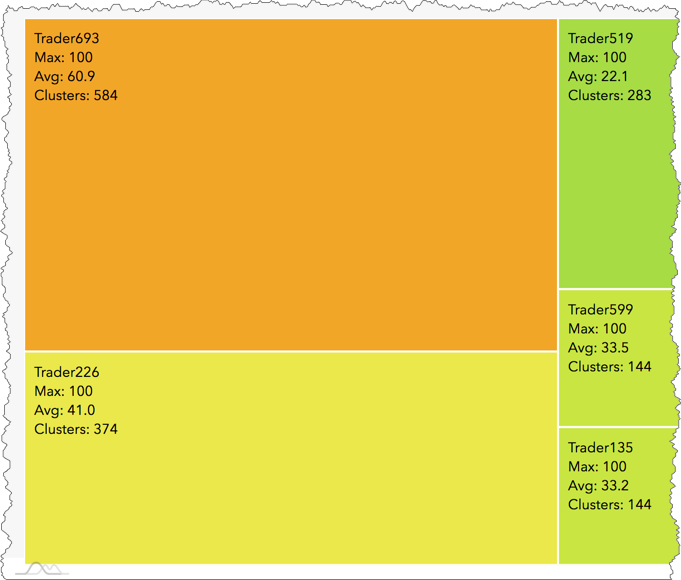 Trader693
Max: 100
Avg: 60.9
Clusters: 584
Trader226
Max: 100
Avg: 41.0
Clusters: 374
Trader519
Max: 100
Avg: 22.1
Clusters: 283
Trader599
Max: 100
Avg: 33.5
Clusters: 144
Trader135
Max: 100
Avg: 33.2
Clusters: 144